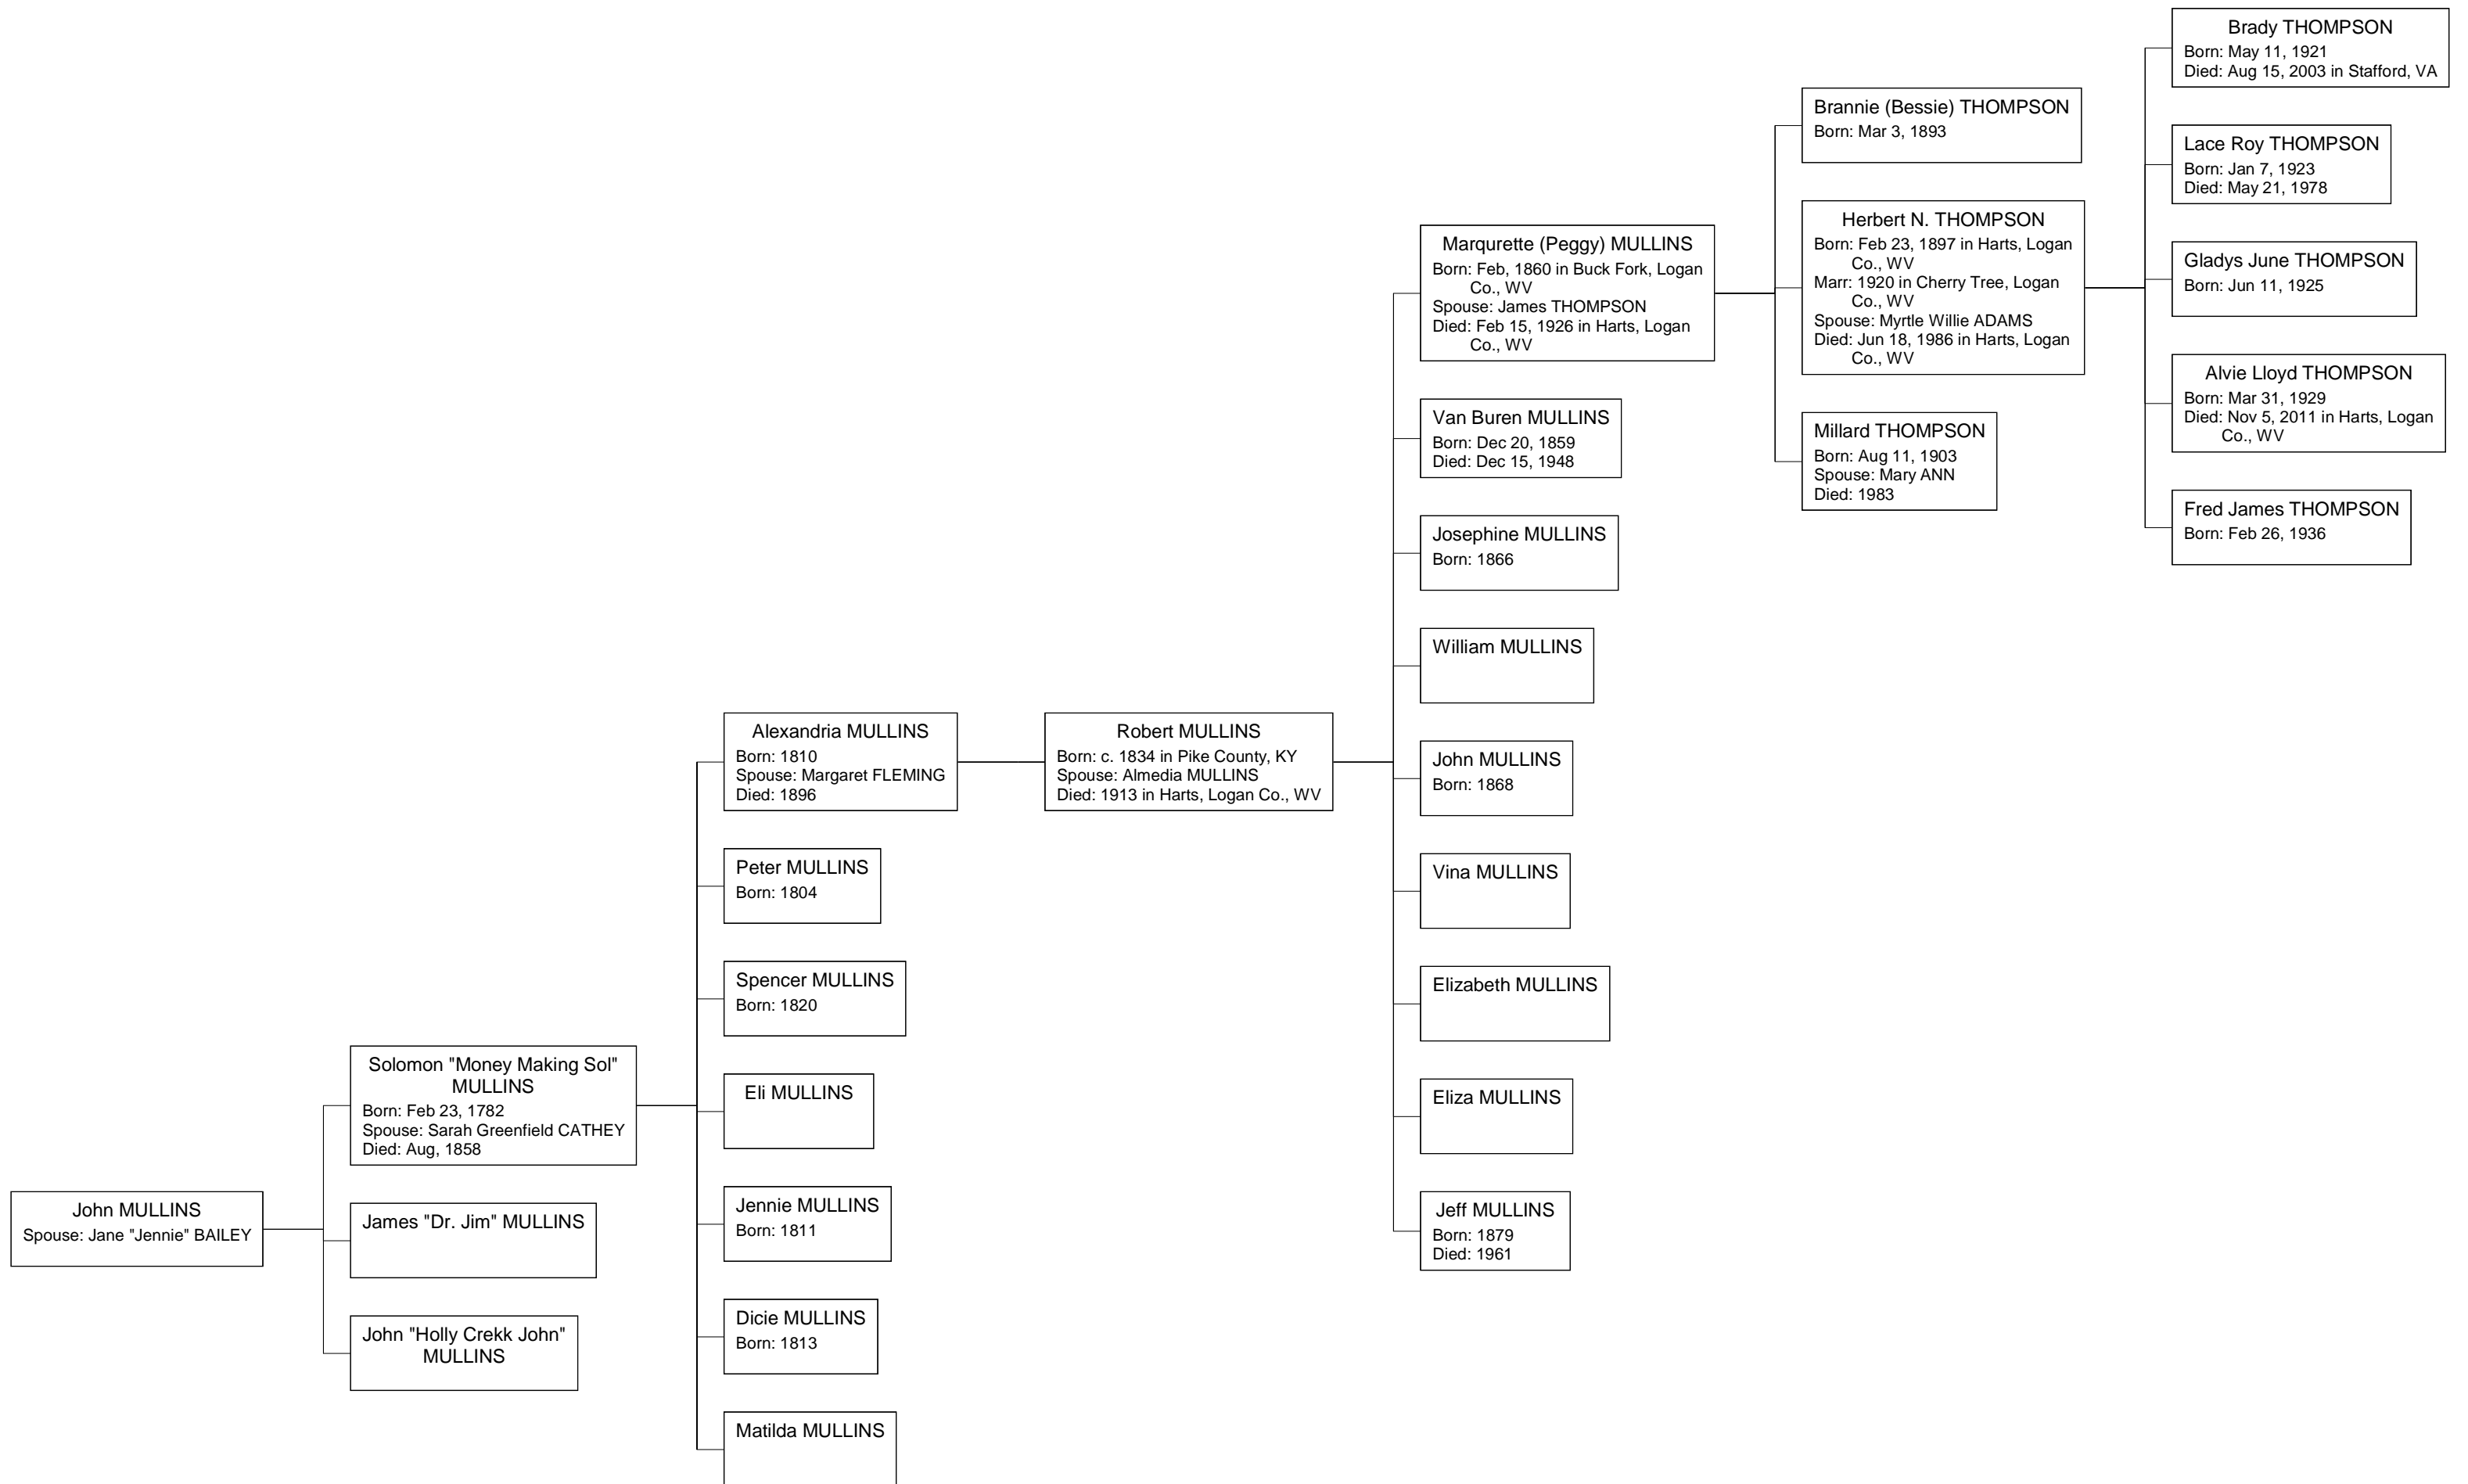 John MULLINS
Spouse: Jane "Jennie" BAILEY
Solomon "Money Making Sol"
MULLINS
Born: Feb 23, 1782
Spouse: Sarah Greenfield CATHEY
Died: Aug, 1858
James "Dr. Jim" MULLINS
John "Holly Crekk John"
MULLINS
Alexandria MULLINS
Born: 1810
Spouse: Margaret FLEMING
Died: 1896
Peter MULLINS
Born: 1804
Spencer MULLINS
Born: 1820
Eli MULLINS
Jennie MULLINS
Born: 1811
Dicie MULLINS
Born: 1813
Matilda MULLINS
Robert MULLINS
Born: c. 1834 in Pike County, KY
Spouse: Almedia MULLINS
Died: 1913 in Harts, Logan Co., WV
Marqurette (Peggy) MULLINS
Born: Feb, 1860 in Buck Fork, Logan
Co., WV
Spouse: James THOMPSON
Died: Feb 15, 1926 in Harts, Logan
Co., WV
Van Buren MULLINS
Born: Dec 20, 1859
Died: Dec 15, 1948
Josephine MULLINS
Born: 1866
William MULLINS
John MULLINS
Born: 1868
Vina MULLINS
Elizabeth MULLINS
Eliza MULLINS
Jeff MULLINS
Born: 1879
Died: 1961
Brannie (Bessie) THOMPSON
Born: Mar 3, 1893
Herbert N. THOMPSON
Born: Feb 23, 1897 in Harts, Logan
Co., WV
Marr: 1920 in Cherry Tree, Logan
Co., WV
Spouse: Myrtle Willie ADAMS
Died: Jun 18, 1986 in Harts, Logan
Co., WV
Millard THOMPSON
Born: Aug 11, 1903
Spouse: Mary ANN
Died: 1983
Brady THOMPSON
Born: May 11, 1921
Died: Aug 15, 2003 in Stafford, VA
Lace Roy THOMPSON
Born: Jan 7, 1923
Died: May 21, 1978
Gladys June THOMPSON
Born: Jun 11, 1925
Alvie Lloyd THOMPSON
Born: Mar 31, 1929
Died: Nov 5, 2011 in Harts, Logan
Co., WV
Fred James THOMPSON
Born: Feb 26, 1936